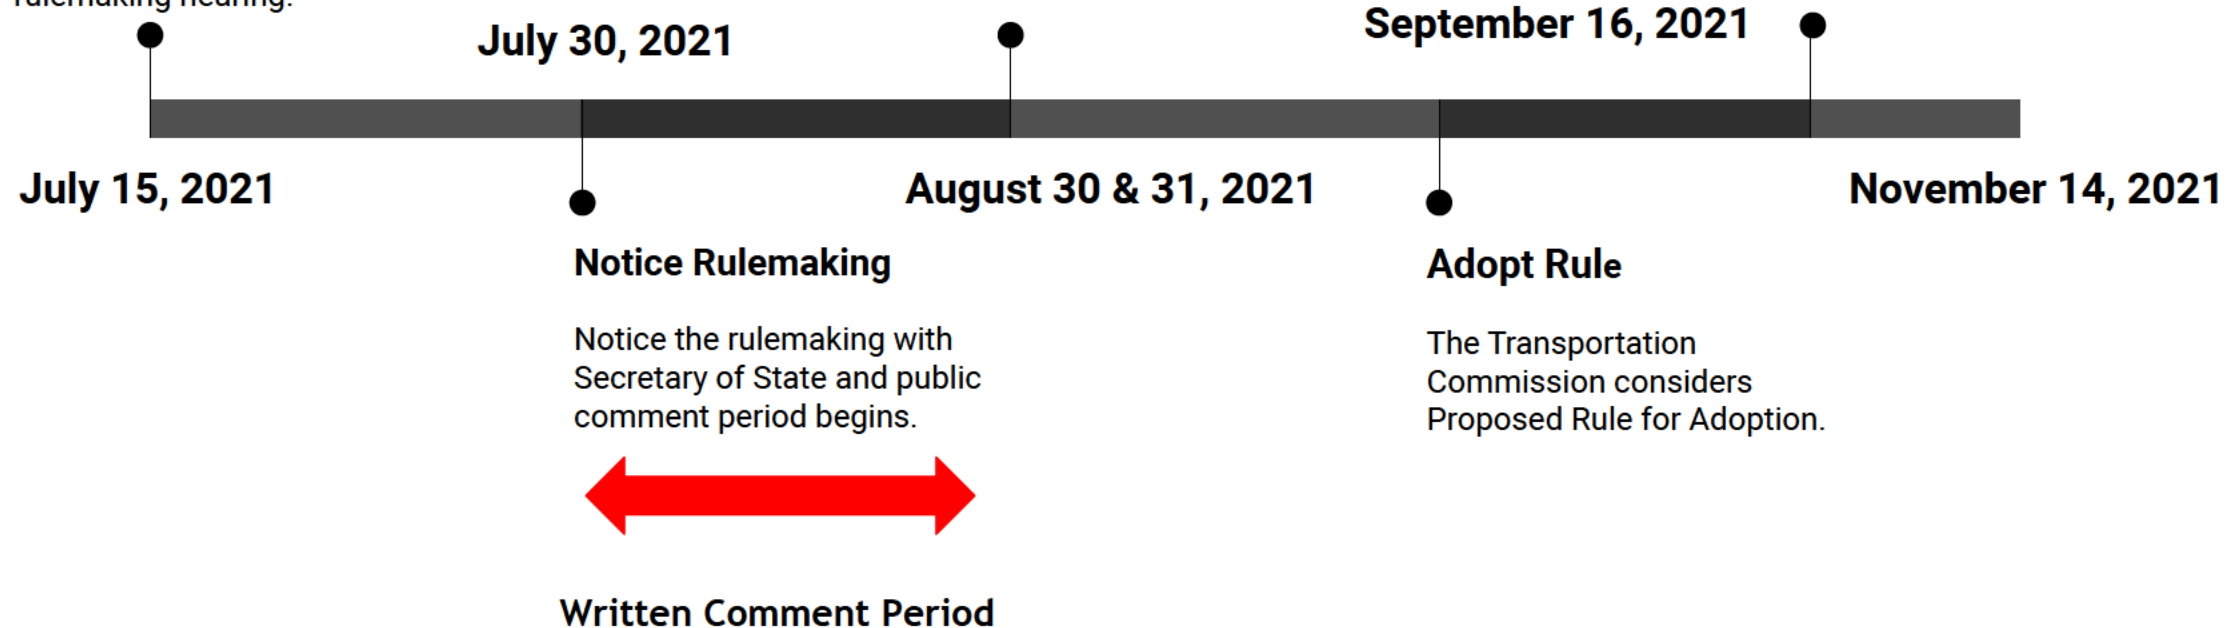 rulemaking hearing.
July 30, 2021
September 16, 2021
July 15, 2021
August 30 & 31, 2021
November 14, 2021
Notice Rulemaking
Notice the rulemaking with
Secretary of State and public
comment period begins.
Adopt Rule
The Transportation
Commission considers
Proposed Rule for Adoption.
Written Comment Period